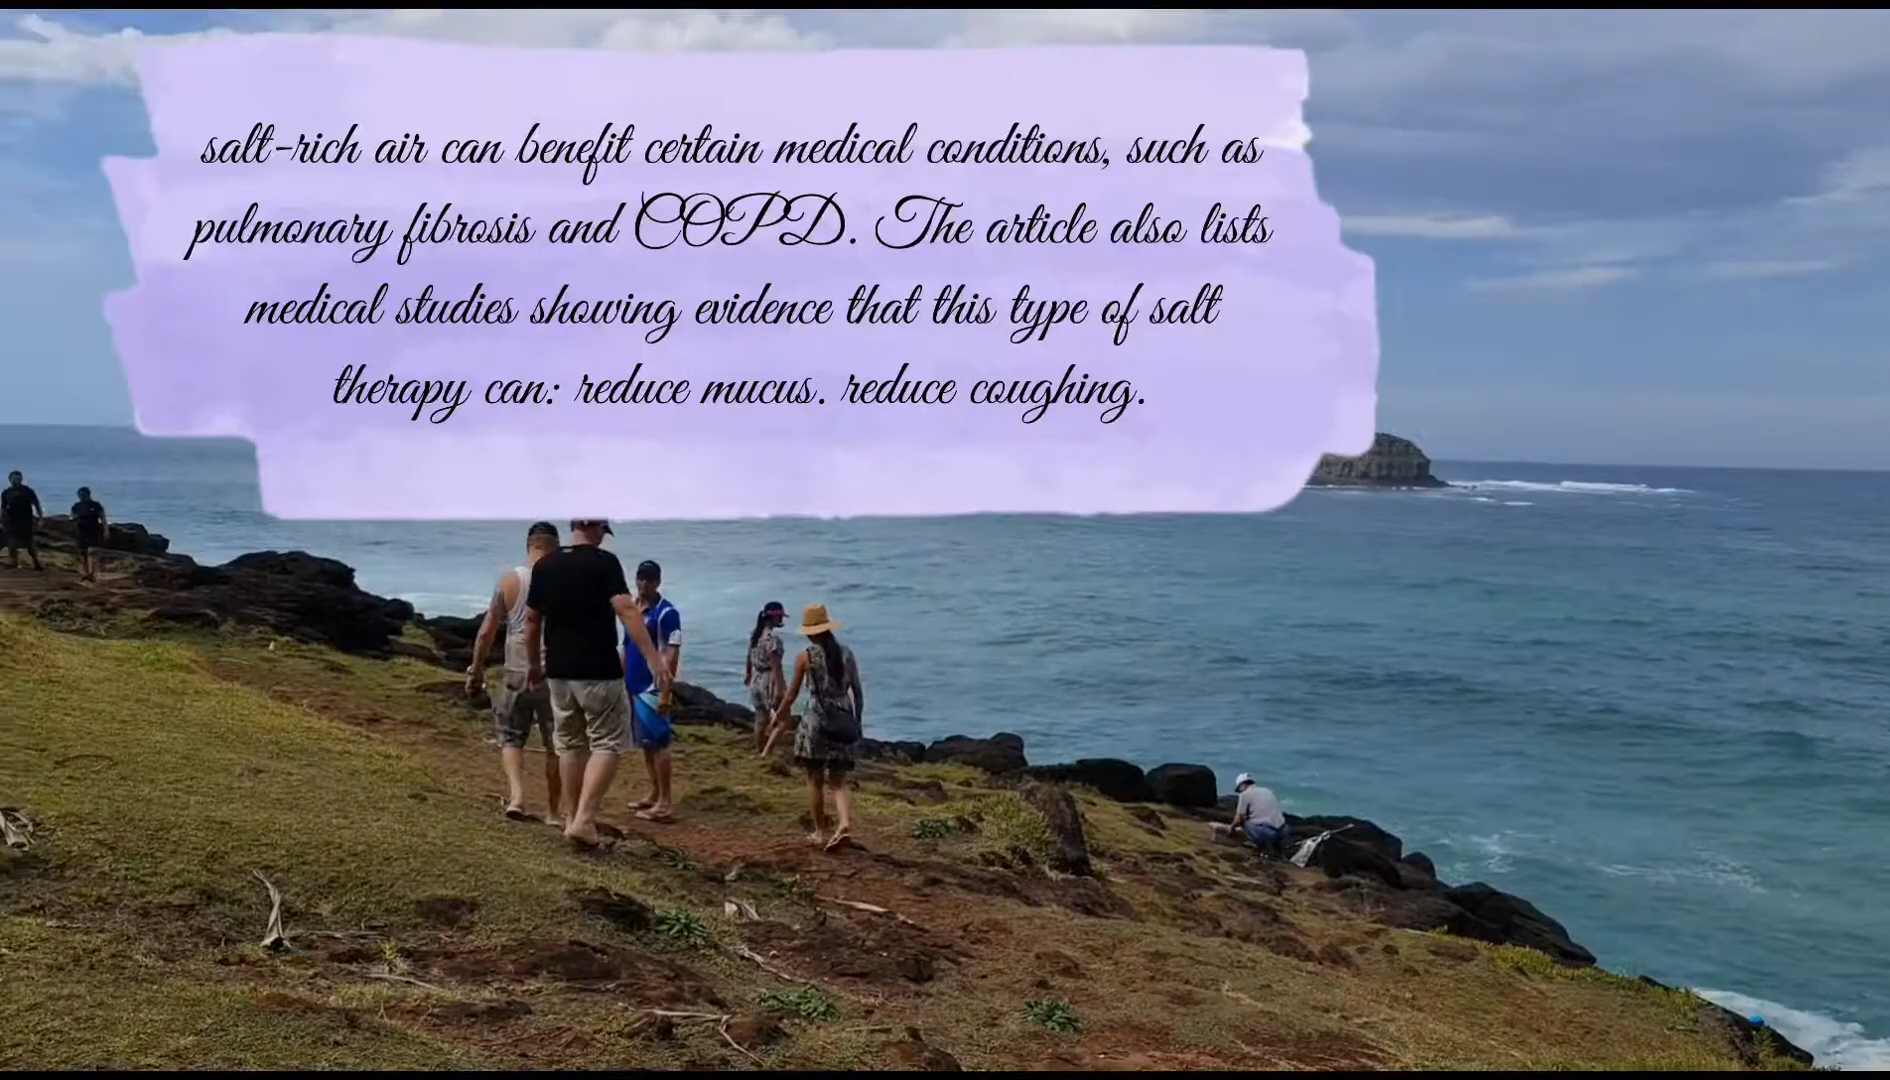 salt-rich air can benefit certain medical conditions, such as
pulmonary fibrosis and COPD. The article also lists
medical studies showing evidence that this type of salt
therapy can: reduce mucus. reduce coughing.